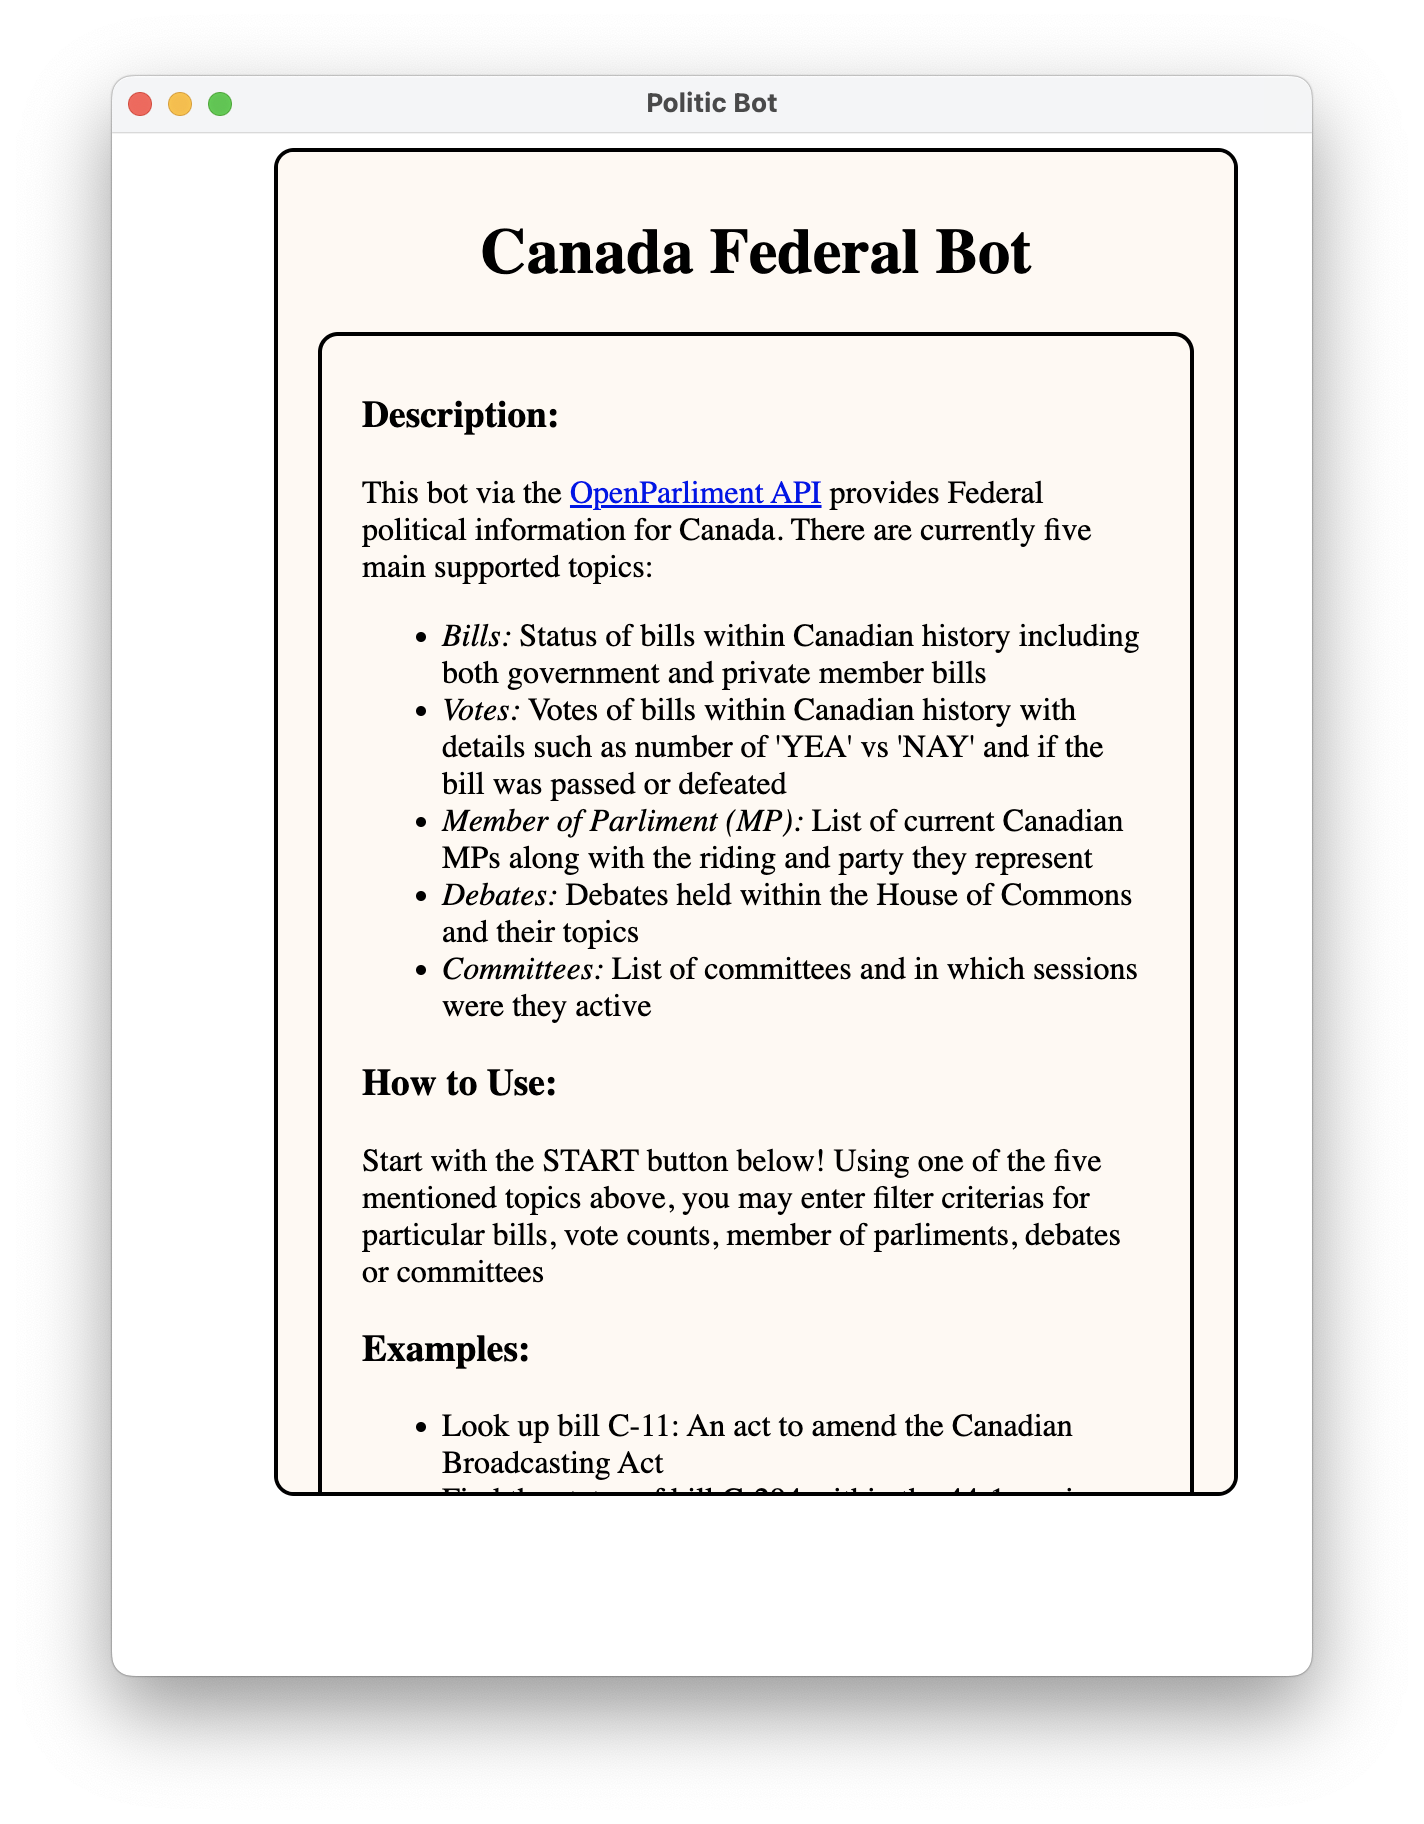 Politic Bot
Canada Federal Bot
Description:
This bot via the OpenParliment API provides Federal
political information for Canada. There are currently five
main supported topics:
• Bills: Status of bills within Canadian history including
both government and private member bills
• Votes: Votes of bills within Canadian history with
details such as number of 'YEA' vs 'NAY' and if the
bill was passed or defeated
• Member of Parliment (MP): List of current Canadian
MPs along with the riding and party they represent
• Debates: Debates held within the House of Commons
and their topics
• Committees: List of committees and in which sessions
were they active
How to Use:
Start with the START button below! Using one of the five
mentioned topics above, you may enter filter criterias for
particular bills, vote counts, member of parliments, debates
or committees
Examples:
• Look up bill C-11: An act to amend the Canadian
Broadcasting Act